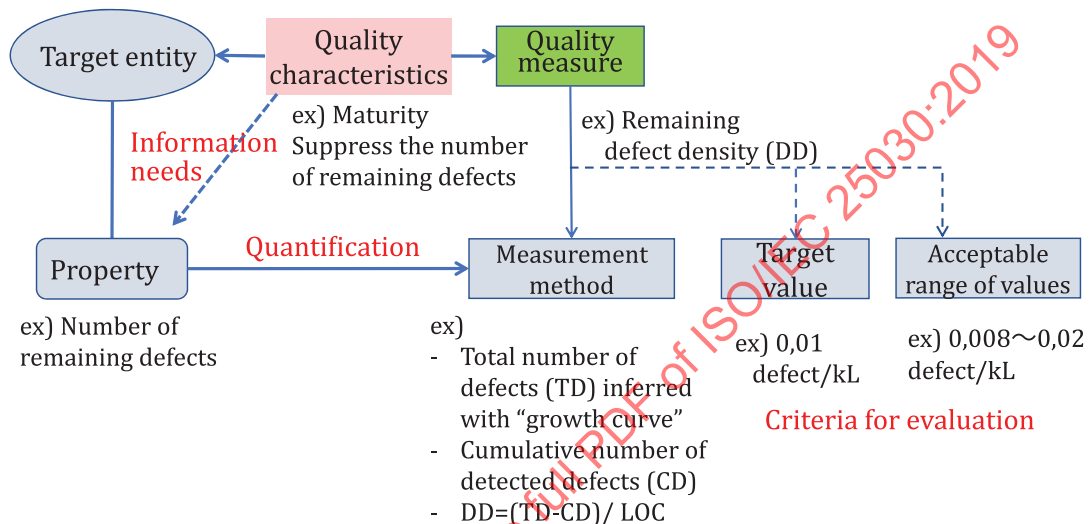 Target entity
Quality
characteristics
Quality
measure
ex) Maturity
Suppress the number
of remaining defects
ex) Remaining
defect density (DD)
Information
needs
Quantification
Property
Measurement
method
Target
value
Acceptable
range of values
ex) Number of
remaining defects
ex)
- Total number of
defects (TD) inferred
with “growth curve”
- Cumulative number of
detected defects (CD)
- DD=(TD-CD)/ LOC
ex) 0,01
defect/kL
ex) 0,008～0,02
defect/kL
Criteria for evaluation
full PDF of ISO/IEC 25030:2019